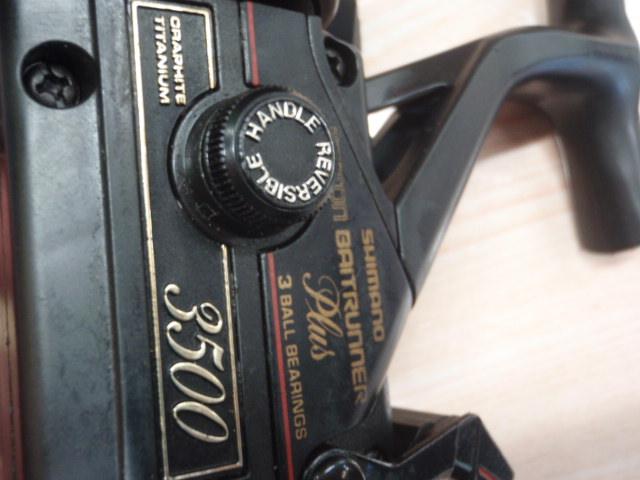 GRAPHITE
TITANIUM
HANDLE REVERSIBLE
3500
SHIMANO
BAITRUNNER
Plus
3 BALL BEARINGS